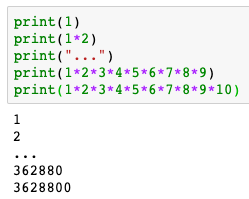 print(1)
print(1*2)
print("...")
print(1*2*3*4*5*6*7*8*9)
print(1*2*3*4*5*6*7*8*9*10)
1
2
...
362880
3628800